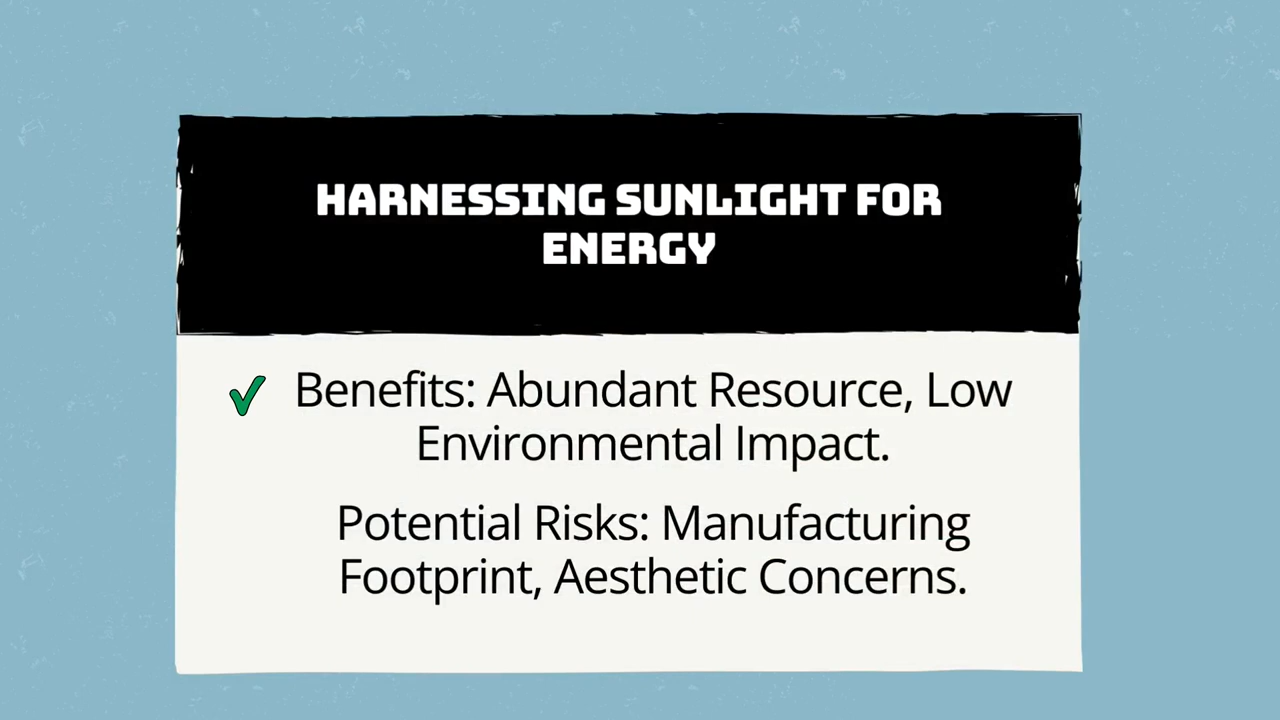 HARNESSING SUNLIGHT FOR
ENERGY
Benefits: Abundant Resource, Low
Environmental Impact.
Potential Risks: Manufacturing
Footprint, Aesthetic Concerns.